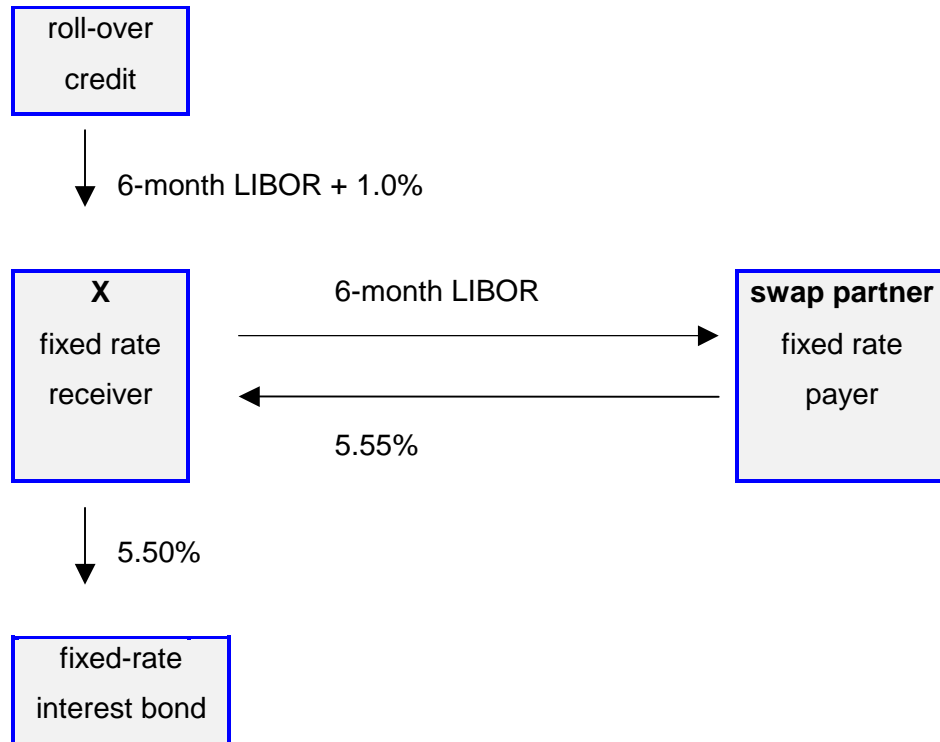 roll-over
credit
6-month LIBOR + 1.0%
X
fixed rate
receiver
6-month LIBOR
5.55%
swap partner
fixed rate
payer
5.50%
fixed-rate
interest bond